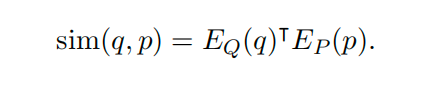 sim(q, p) = E_Q(q)^⊺ E_P(p).